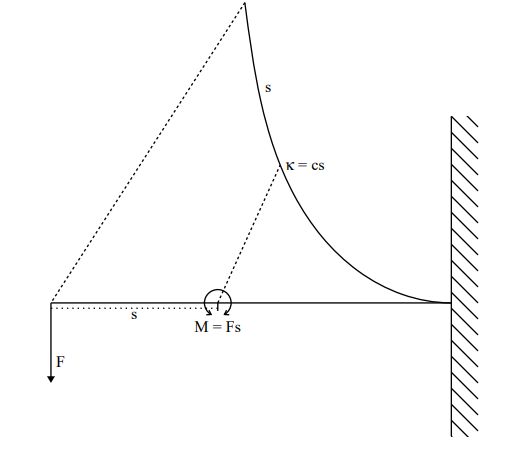 s
κ = cs
s
M = Fs
F